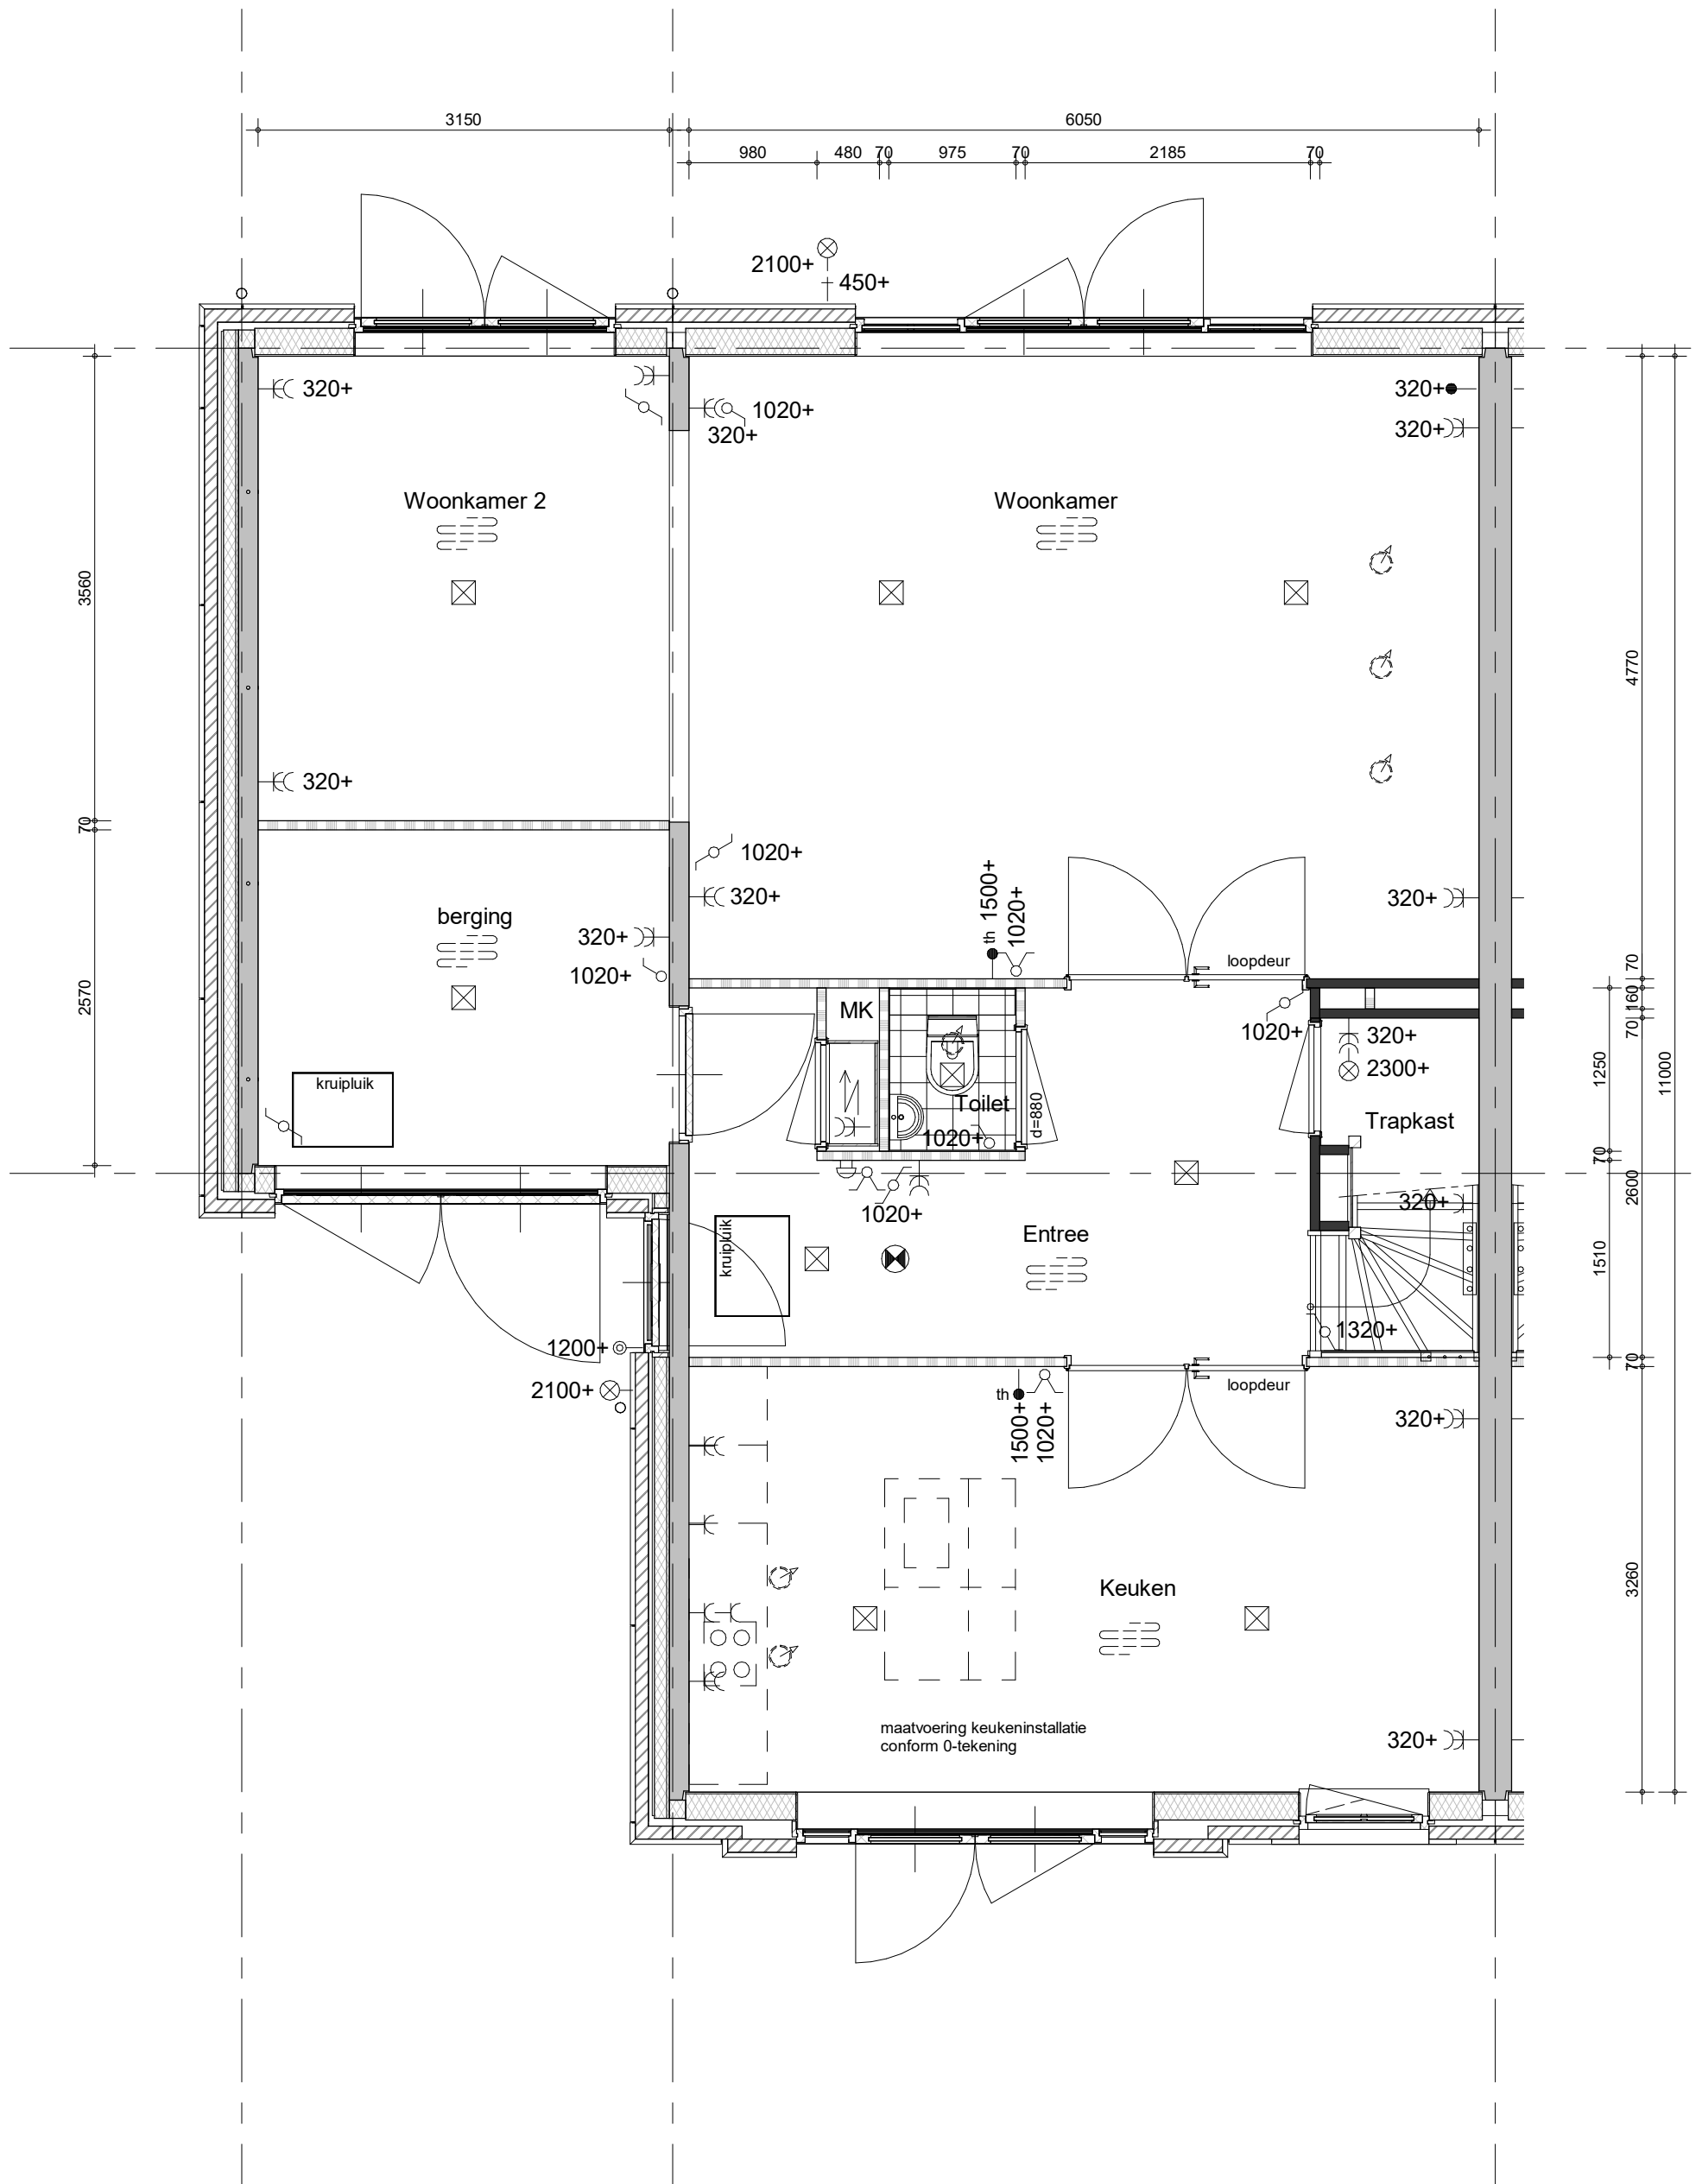 3150
6050
980
480
70
975
70
2185
70
2100+
450+
320+
1020+
320+
320+
320+
Woonkamer 2
Woonkamer
3560
4770
320+
70
1020+
320+
320+
th 1500+
1020+
berging
320+
1020+
loopdeur
70
2570
MK
160
1020+
320+
70
2300+
1250
11000
kruipluik
Toilet
d=880
1020+
Trapkast
70
320+
2600
1020+
kruipluik
Entree
1510
1320+
1200+
70
2100+
th
1500+
1020+
loopdeur
320+
Keuken
3260
maatvoering keukeninstallatie
conform 0-tekening
320+